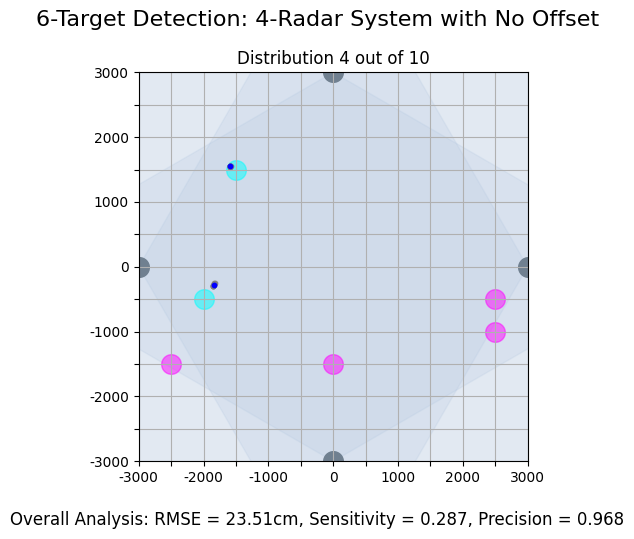 6-Target Detection: 4-Radar System with No Offset
Distribution 4 out of 10
3000
2000
1000
0
-1000
-2000
-3000
-3000 -2000 -1000 0 1000 2000 3000
Overall Analysis: RMSE = 23.51cm, Sensitivity = 0.287, Precision = 0.968